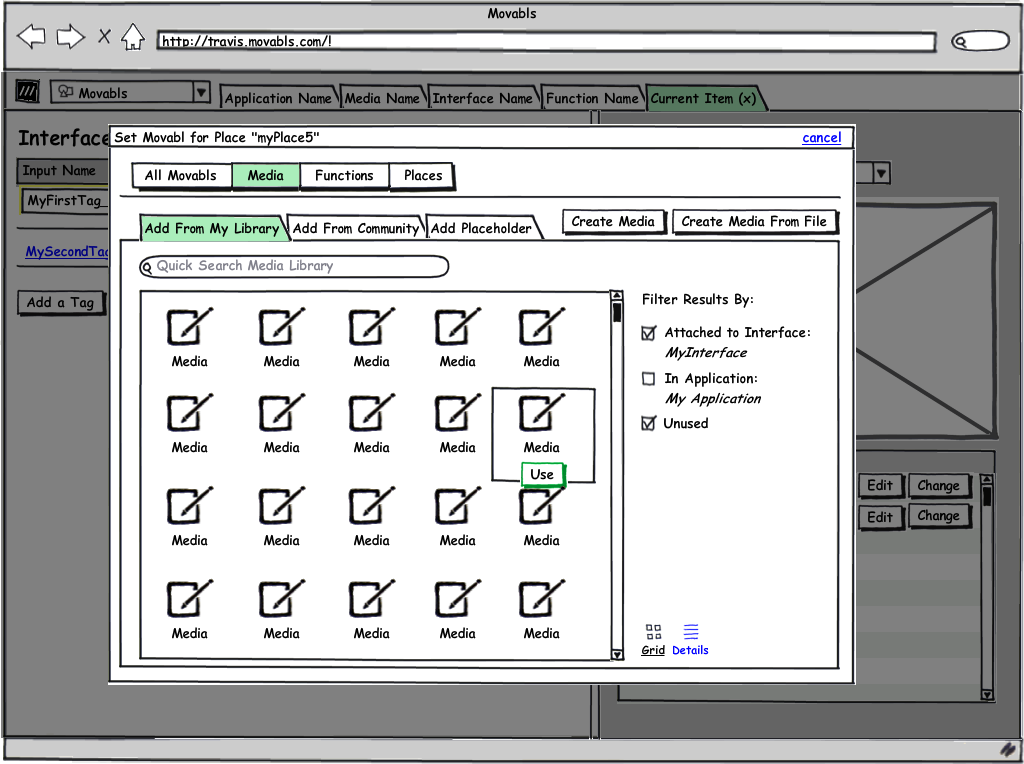 Movabls
http://travis.movabls.com/!
Movabls
Application Name
Media Name
Interface Name
Function Name
Current Item (x)
Interface
Input Name
MyFirstTag_
MySecondTag
Add a Tag
Set Movabl for Place "myPlace5"
cancel
All Movabls
Media
Functions
Places
Add From My Library
Add From Community
Add Placeholder
Create Media
Create Media From File
Quick Search Media Library
Media Media Media Media Media
Media Media Media Media Media
Use
Media Media Media Media Media
Media Media Media Media Media
Filter Results By:
Attached to Interface:
MyInterface
In Application:
My Application
Unused
Grid
Details
Edit
Change
Edit
Change